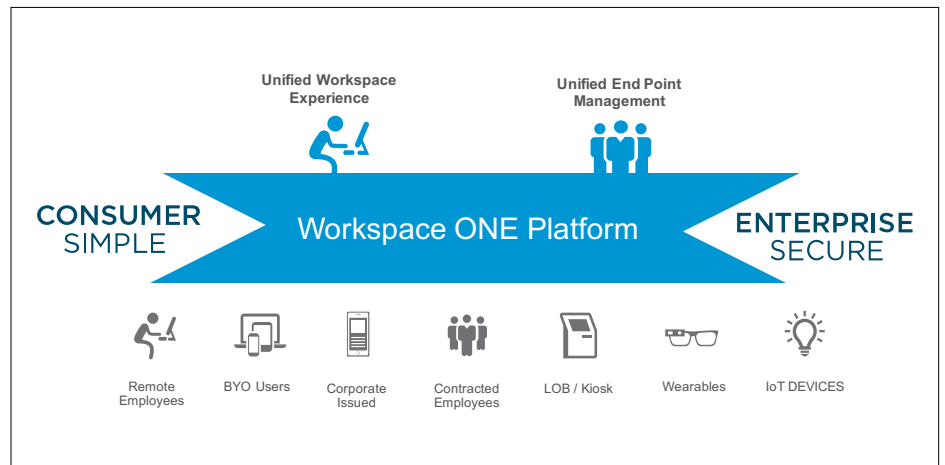 Unified Workspace
Experience
Unified End Point
Management
CONSUMER
SIMPLE
Workspace ONE Platform
ENTERPRISE
SECURE
Remote
Employees
BYO Users
Corporate
Issued
Contracted
Employees
LOB / Kiosk
Wearables
IoT DEVICES